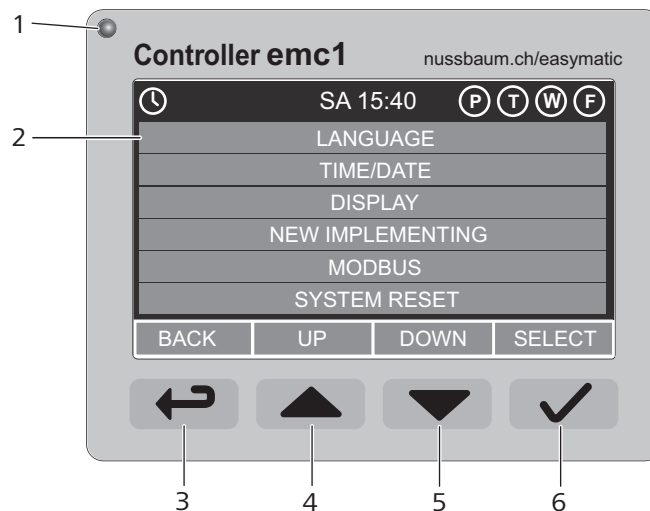 1
Controller emc1 nussbaum.ch/easymatic
SA 15:40 P T W F
2
LANGUAGE
TIME/DATE
DISPLAY
NEW IMPLEMENTING
MODBUS
SYSTEM RESET
BACK UP DOWN SELECT
3 4 5 6